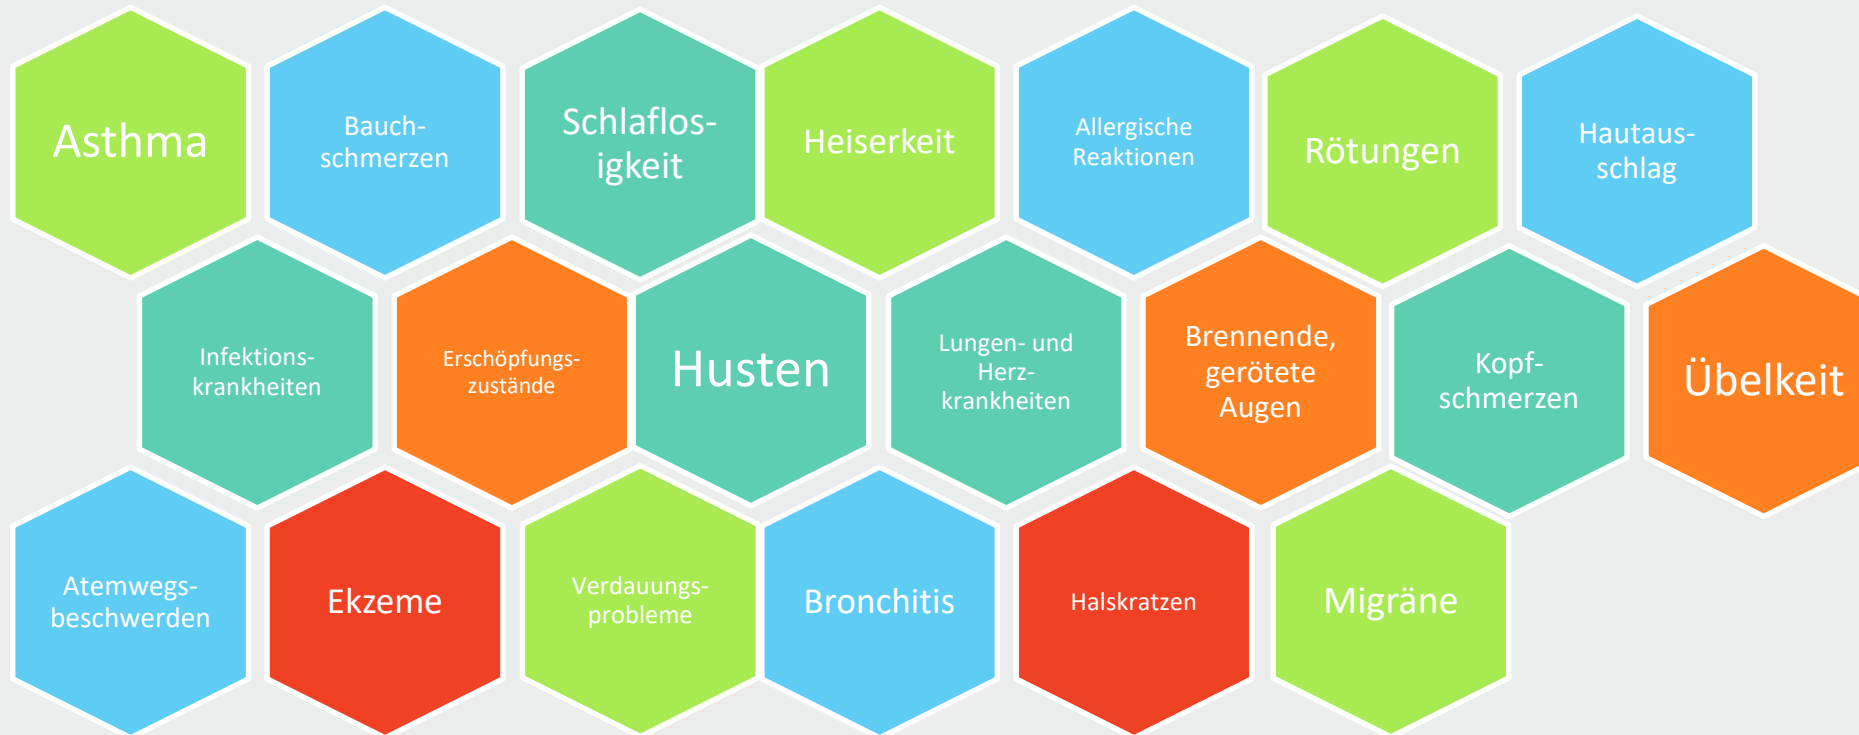 Asthma
Bauch-
schmerzen
Schlaflos-
igkeit
Heiserkeit
Allergische
Reaktionen
Rötungen
Hautaus-
schlag
Infektions-
krankheiten
Erschöpfungs-
zustände
Husten
Lungen- und
Herz-
krankheiten
Brennende,
gerötete
Augen
Kopf-
schmerzen
Übelkeit
Atemwegs-
beschwerden
Ekzeme
Verdauungs-
probleme
Bronchitis
Halskratzen
Migräne